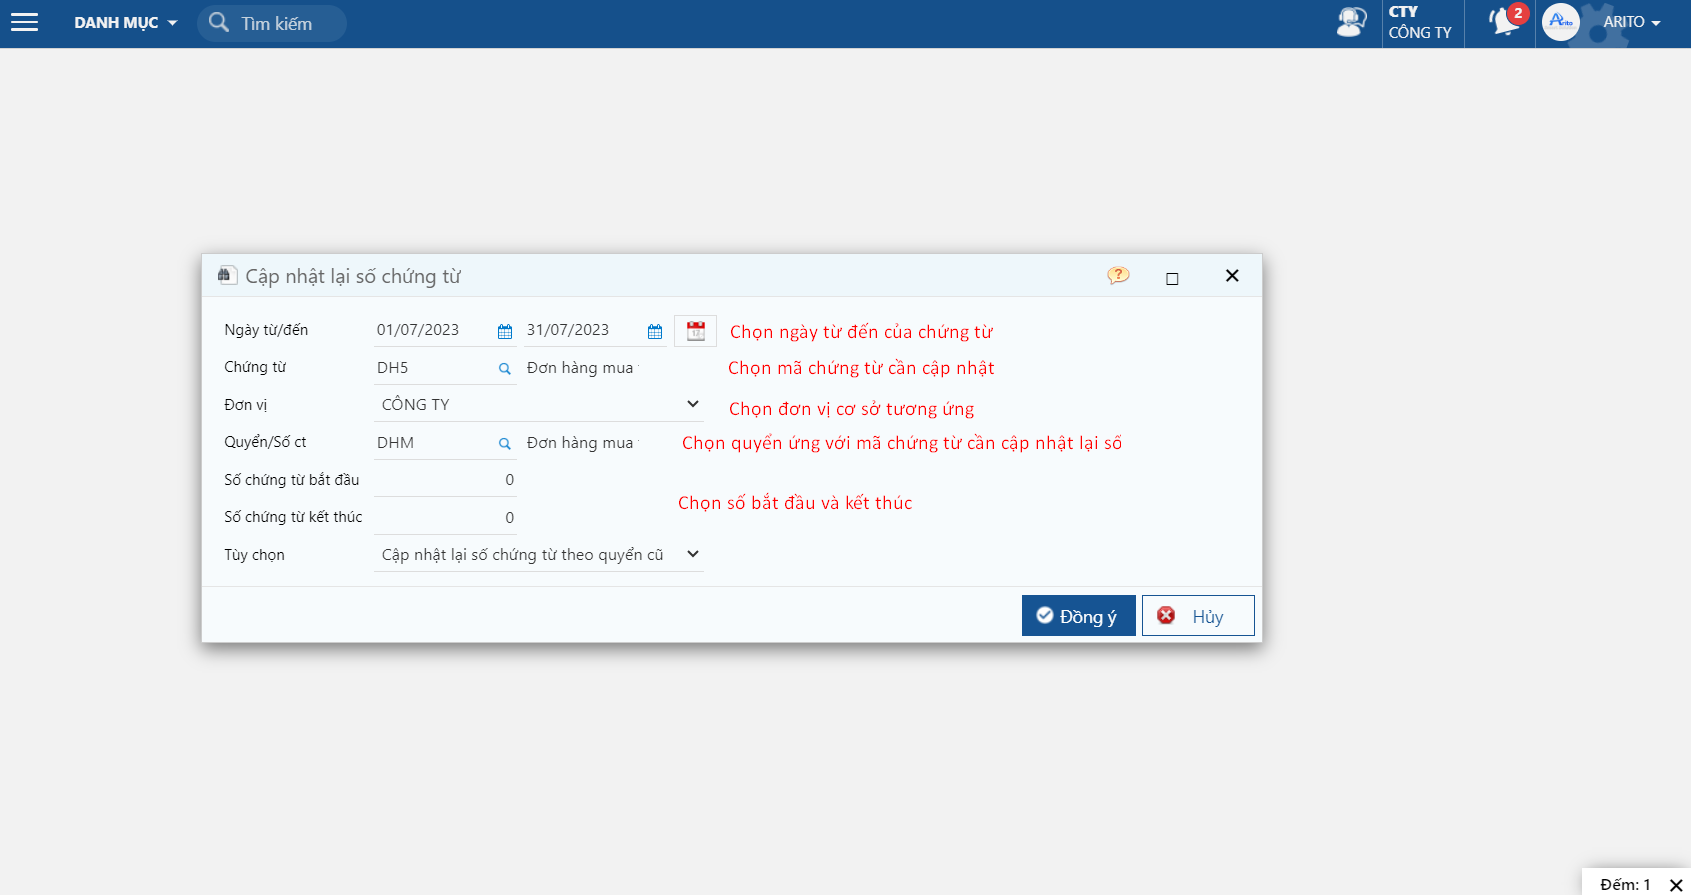 DANH MỤC
Tìm kiếm
CTY
CÔNG TY
2
Arito
ARITO
Cập nhật lại số chứng từ
?
Ngày từ/đến 01/07/2023 31/07/2023 Chọn ngày từ đến của chứng từ
Chứng từ DH5 Đơn hàng mua Chọn mã chứng từ cần cập nhật
Đơn vị CÔNG TY Chọn đơn vị cơ sở tương ứng
Quyển/Số ct DHM Đơn hàng mua Chọn quyển ứng với mã chứng từ cần cập nhật lại số
Số chứng từ bắt đầu 0
Chọn số bắt đầu và kết thúc
Số chứng từ kết thúc 0
Tùy chọn Cập nhật lại số chứng từ theo quyển cũ
Đồng ý Hủy
Đếm: 1